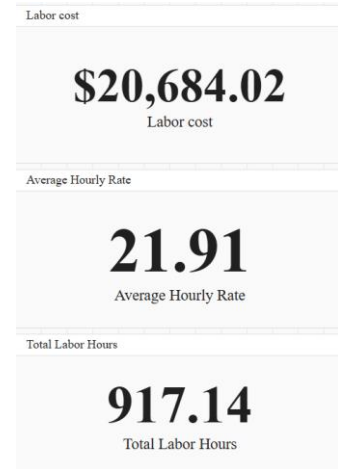 Labor cost
$20,684.02
Labor cost
Average Hourly Rate
21.91
Average Hourly Rate
Total Labor Hours
917.14
Total Labor Hours